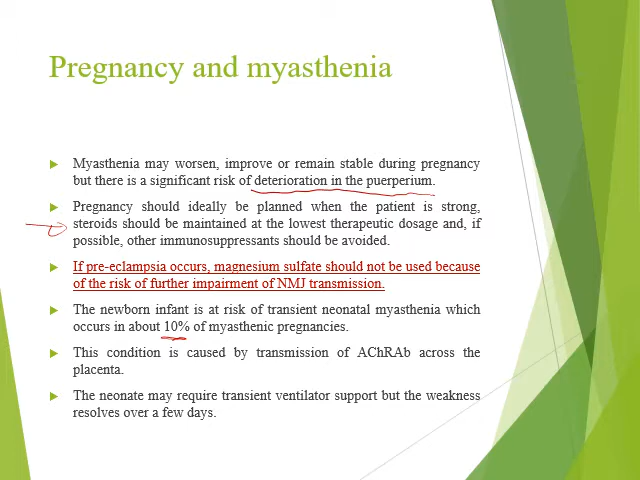 Pregnancy and myasthenia
Myasthenia may worsen, improve or remain stable during pregnancy
but there is a significant risk of deterioration in the puerperium.
Pregnancy should ideally be planned when the patient is strong,
steroids should be maintained at the lowest therapeutic dosage and, if
possible, other immunosuppressants should be avoided.
If pre-eclampsia occurs, magnesium sulfate should not be used because
of the risk of further impairment of NMJ transmission.
The newborn infant is at risk of transient neonatal myasthenia which
occurs in about 10% of myasthenic pregnancies.
This condition is caused by transmission of AChRAb across the
placenta.
The neonate may require transient ventilator support but the weakness
resolves over a few days.